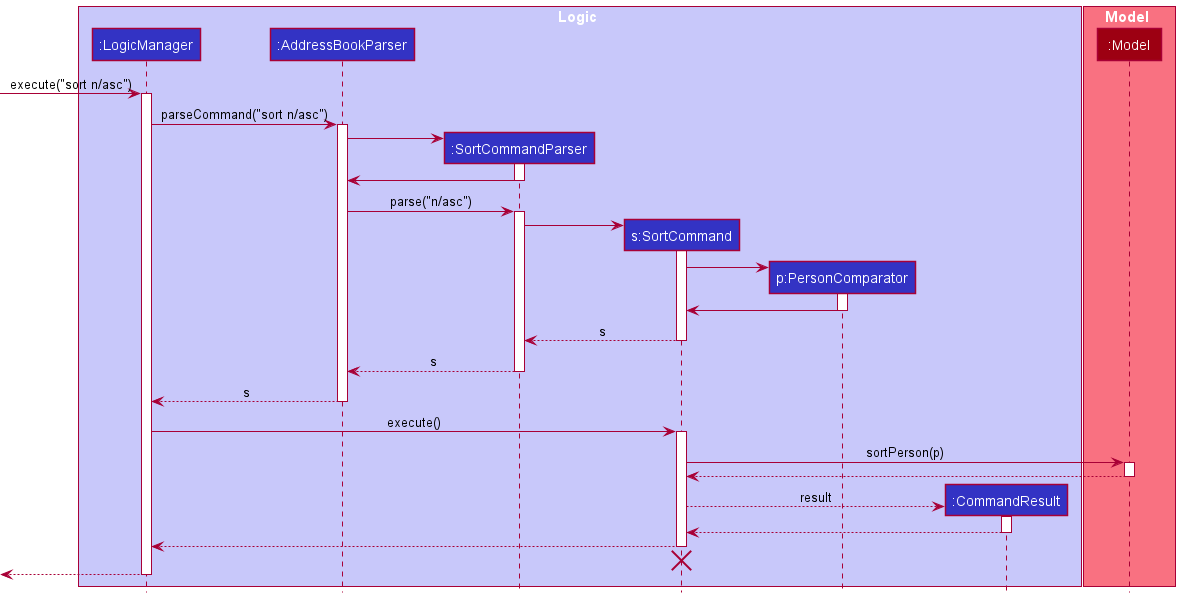 Logic
Model
:LogicManager
:AddressBookParser
:Model
execute("sort n/asc")
parseCommand("sort n/asc")
:SortCommandParser
parse("n/asc")
s:SortCommand
p:PersonComparator
s
s
s
execute()
sortPerson(p)
result
:CommandResult